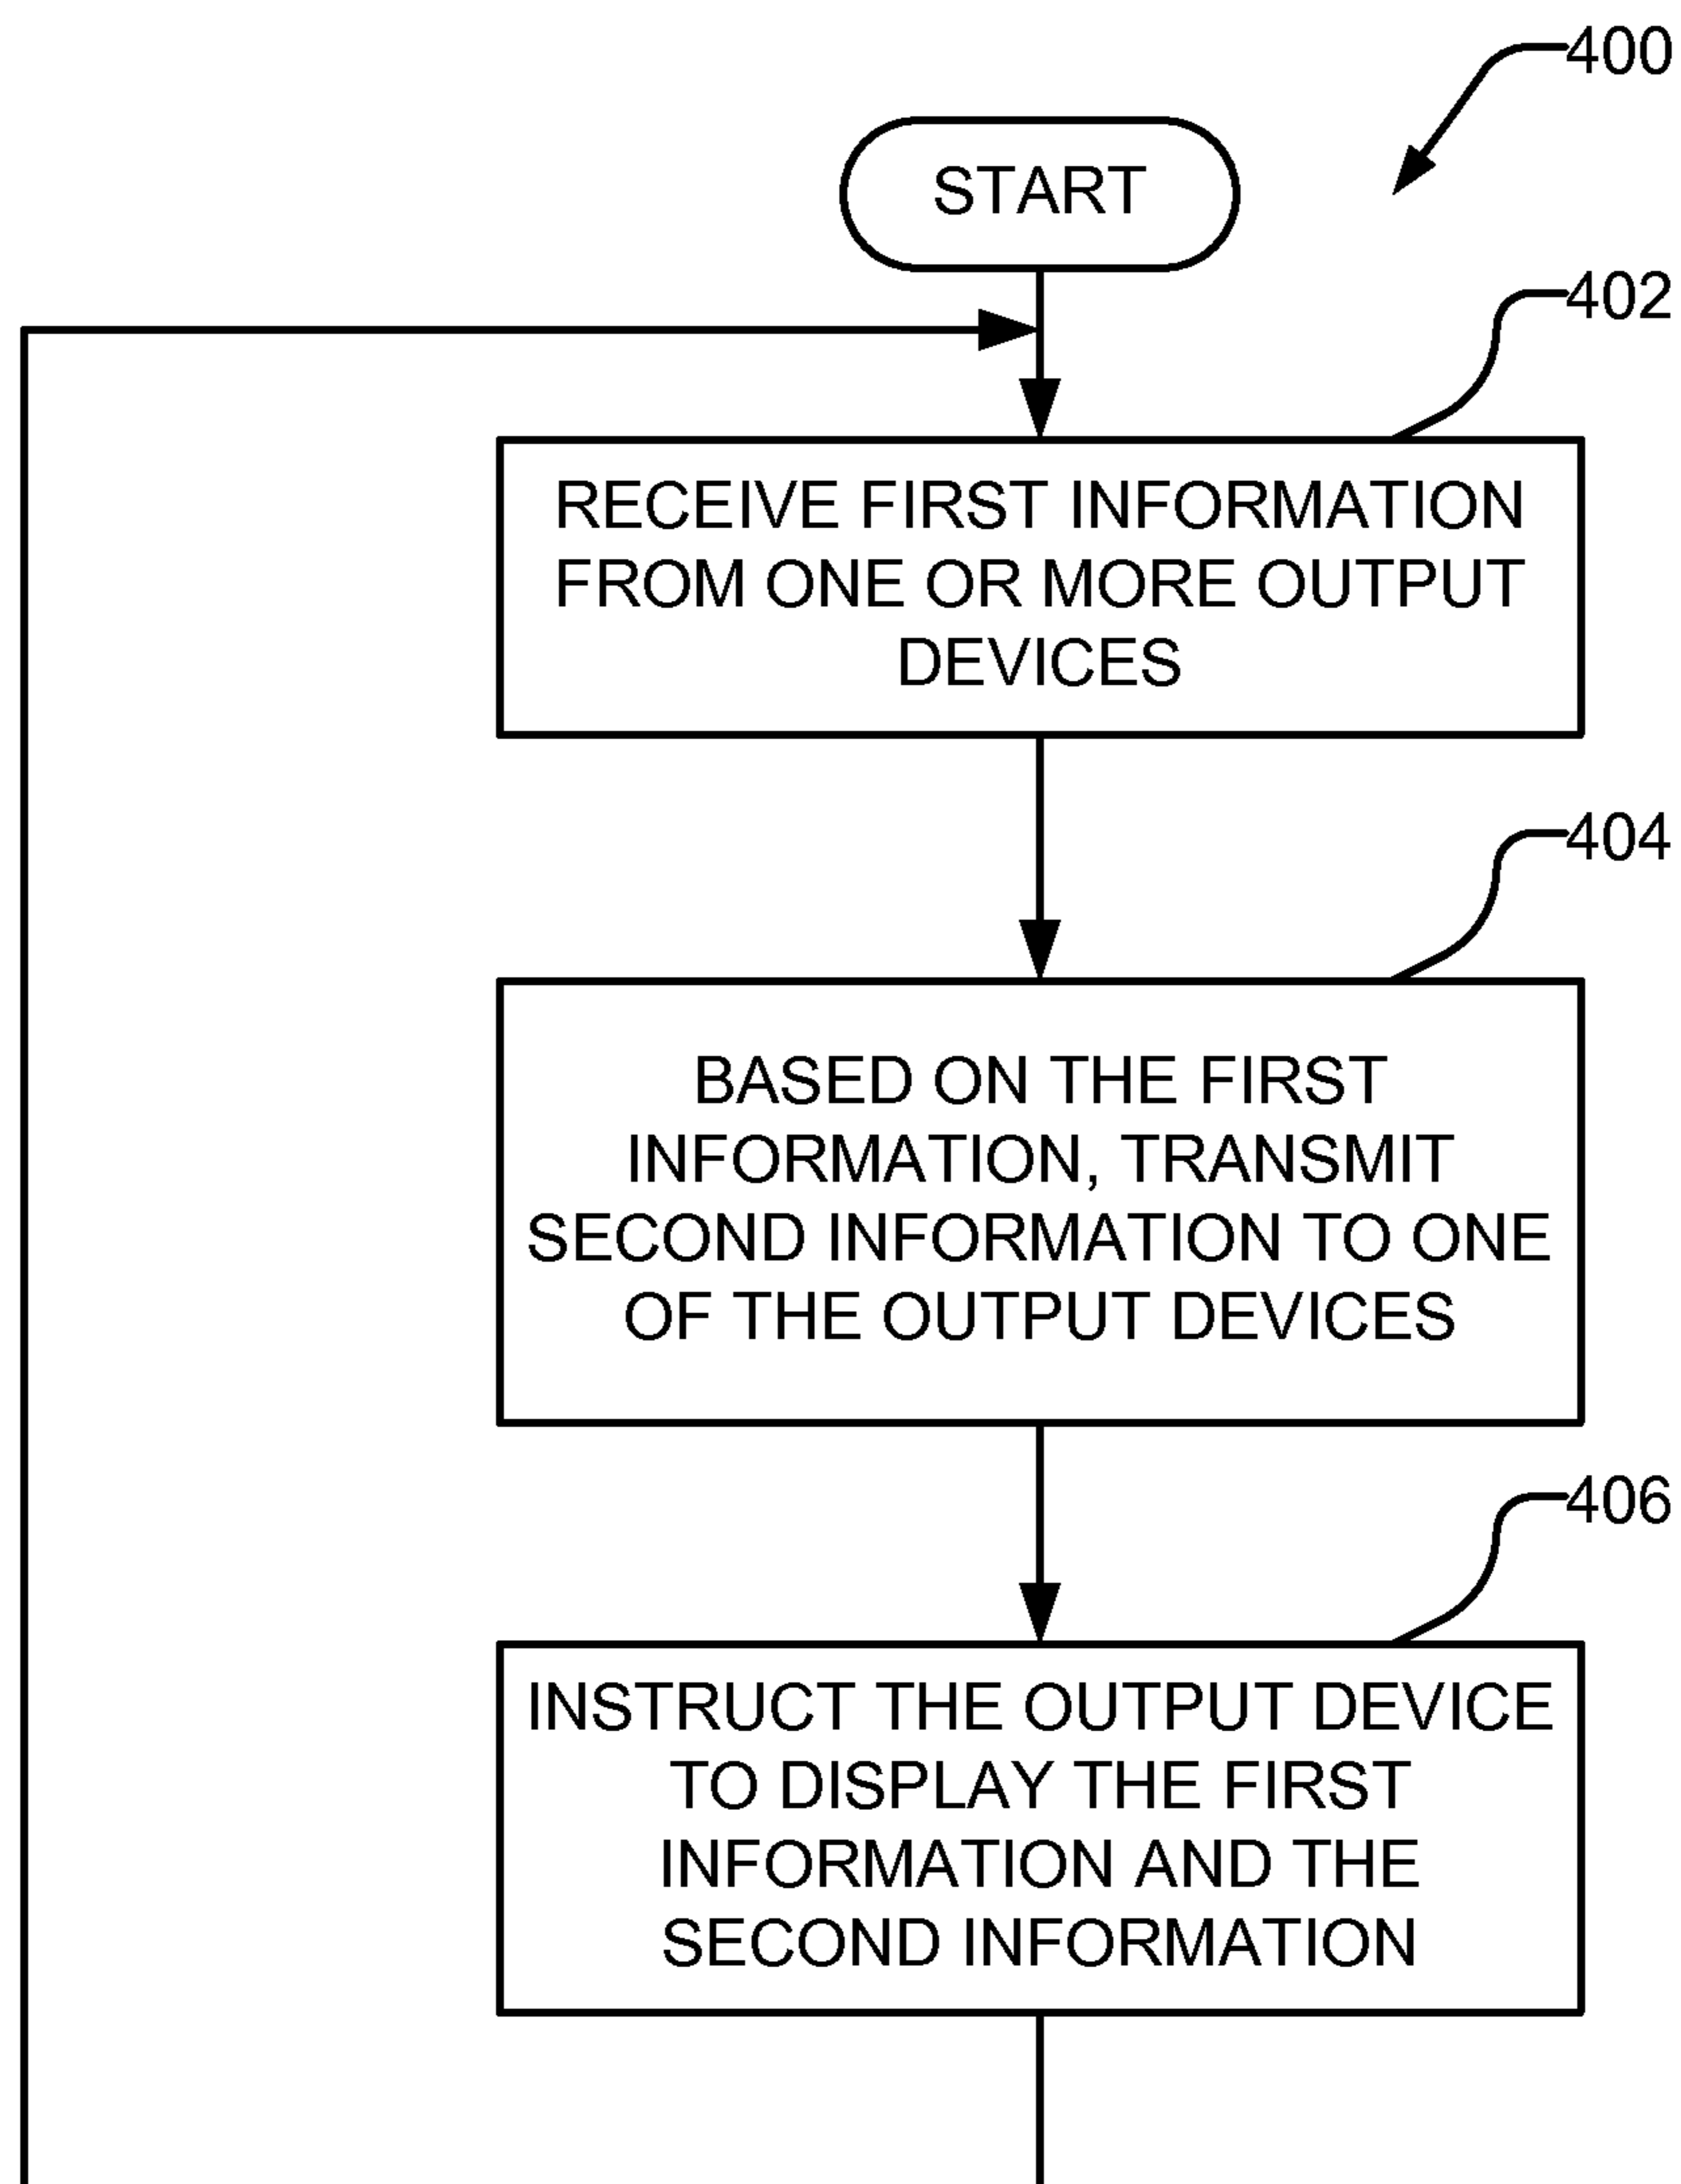 400
START
402
RECEIVE FIRST INFORMATION
FROM ONE OR MORE OUTPUT
DEVICES
404
BASED ON THE FIRST
INFORMATION, TRANSMIT
SECOND INFORMATION TO ONE
OF THE OUTPUT DEVICES
406
INSTRUCT THE OUTPUT DEVICE
TO DISPLAY THE FIRST
INFORMATION AND THE
SECOND INFORMATION